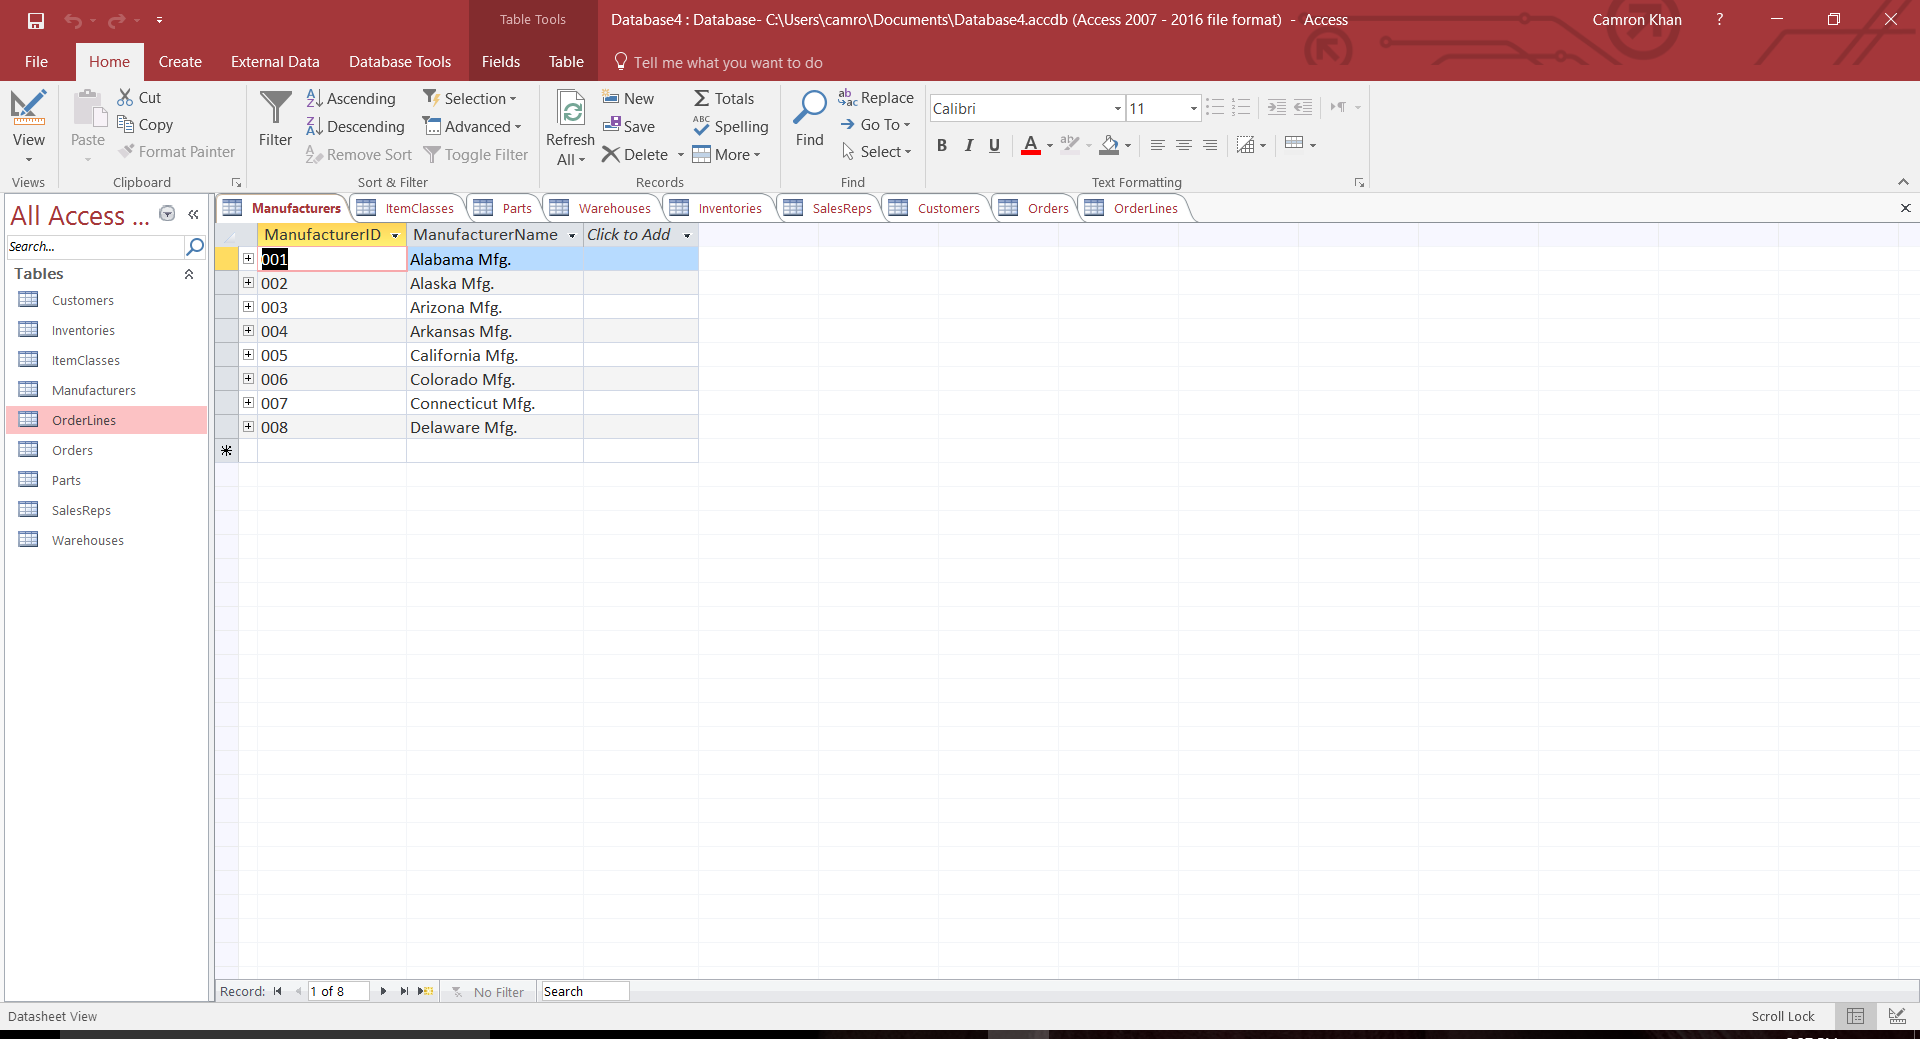 Table Tools
Database4 : Database- C:\Users\camro\Documents\Database4.accdb (Access 2007 - 2016 file format) - Access
Camron Khan
?
File
Home
Create
External Data
Database Tools
Fields
Table
Tell me what you want to do
View
Views
Paste
Cut
Copy
Format Painter
Clipboard
Filter
Ascending
Descending
Remove Sort
Selection
Advanced
Toggle Filter
Sort & Filter
Refresh
All
New
Save
Delete
Totals
Spelling
More
Records
Find
Replace
Go To
Select
Find
Calibri
11
B I U A
Text Formatting
All Access ...
Search...
Tables
Customers
Inventories
ItemClasses
Manufacturers
OrderLines
Orders
Parts
SalesReps
Warehouses
Manufacturers
ItemClasses
Parts
Warehouses
Inventories
SalesReps
Customers
Orders
OrderLines
ManufacturerID ManufacturerName Click to Add
001 Alabama Mfg.
002 Alaska Mfg.
003 Arizona Mfg.
004 Arkansas Mfg.
005 California Mfg.
006 Colorado Mfg.
007 Connecticut Mfg.
008 Delaware Mfg.
Record: 1 of 8 No Filter Search
Datasheet View
Scroll Lock